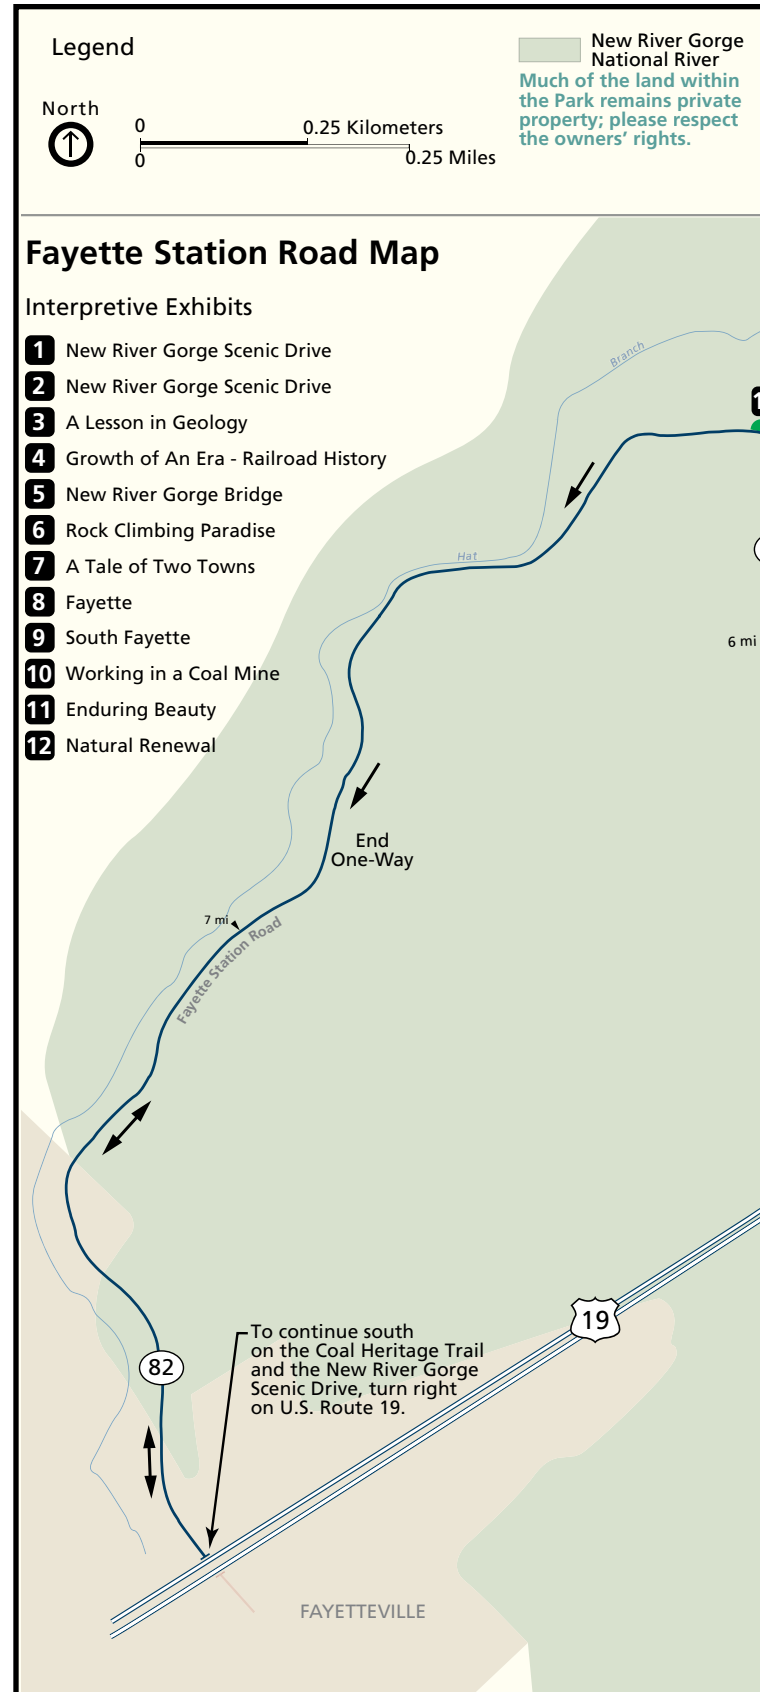 Legend
New River Gorge
National River
Much of the land within
the Park remains private
property; please respect
the owners’ rights.
North
0
0.25 Kilometers
0
0.25 Miles
Fayette Station Road Map
Interpretive Exhibits
1 New River Gorge Scenic Drive
2 New River Gorge Scenic Drive
3 A Lesson in Geology
4 Growth of An Era - Railroad History
5 New River Gorge Bridge
6 Rock Climbing Paradise
7 A Tale of Two Towns
8 Fayette
9 South Fayette
10 Working in a Coal Mine
11 Enduring Beauty
12 Natural Renewal
Branch
Hat
6 mi
End
One-Way
7 mi
Fayette Station Road
19
To continue south
on the Coal Heritage Trail
and the New River Gorge
Scenic Drive, turn right
on U.S. Route 19.
82
FAYETTEVILLE